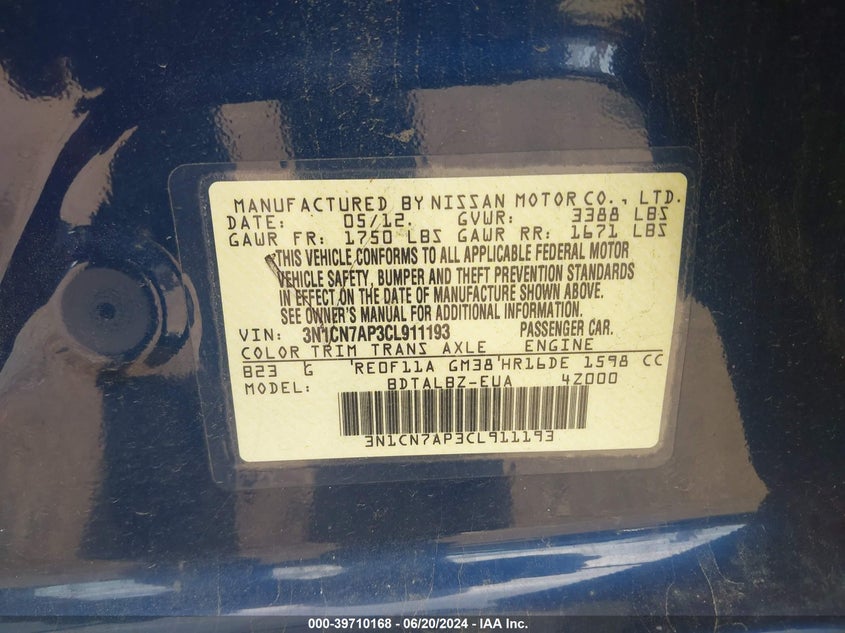 MANUFACTURED BY NISSAN MOTOR CO., LTD.
DATE: 05/12 GVWR: 3388 LBS
GAWR FR: 1750 LBS GAWR RR: 1671 LBS
THIS VEHICLE CONFORMS TO ALL APPLICABLE FEDERAL MOTOR
VEHICLE SAFETY, BUMPER AND THEFT PREVENTION STANDARDS
IN EFFECT ON THE DATE OF MANUFACTURE SHOWN ABOVE.
SEE OWNER'S MANUAL FOR ADDITIONAL INFORMATION.
VIN: 3N1CN7AP3CL911193 PASSENGER CAR.
COLOR TRIM TRANS AXLE ENGINE
B23 G RE0F11A GM38 HR16DE 1598 CC
MODEL: BDTALBZ-EUA 4Z000
3N1CN7AP3CL911193
000-39710168 - 06/20/2024 - IAA Inc.